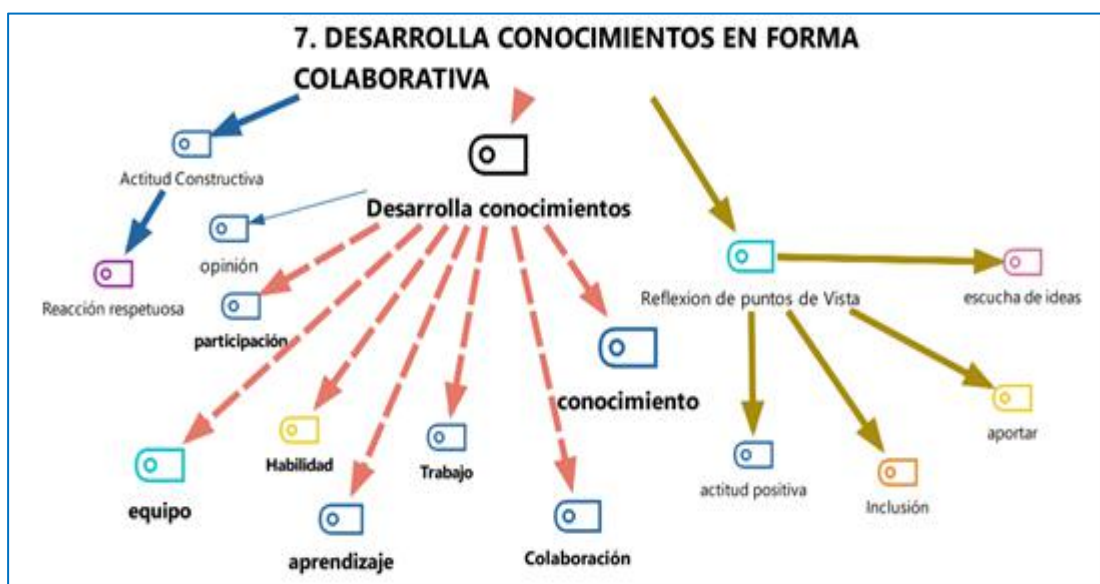 7. DESARROLLA CONOCIMIENTOS EN FORMA
COLABORATIVA
Actitud Constructiva
Desarrolla conocimientos
opinión
Reacción respetuosa
participación
Reflexion de puntos de Vista
escucha de ideas
conocimiento
aportar
Habilidad
Trabajo
actitud positiva
Inclusión
equipo
aprendizaje
Colaboración